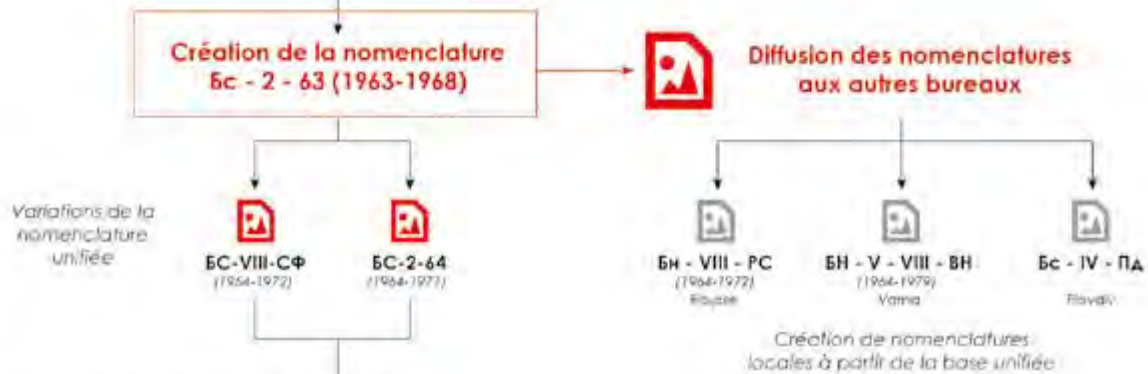 Création de la nomenclature
Бс - 2 - 63 (1963-1968)
Diffusion des nomenclatures
aux autres bureaux
Variations de la
nomenclature
unifiée
БС-VIII-СФ
(1964-1972)
БС-2-64
(1964-1971)
Бн - VIII - РС
(1964-1972)
БН - V - VIII - ВН
(1964-1979)
Varna
Бс - IV - ПД
Plovdiv
Création de nomenclatures
locales à partir de la base unifiée